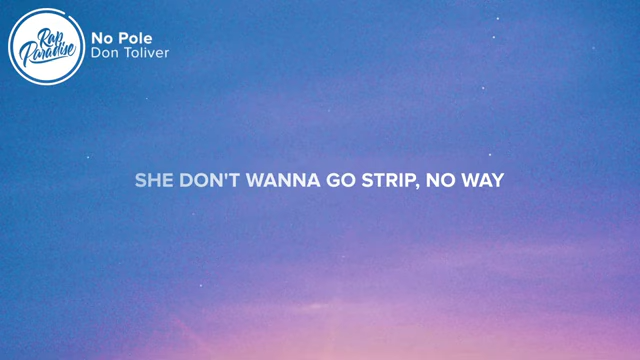 Rap
Paradise
No Pole
Don Toliver
SHE DON'T WANNA GO STRIP, NO WAY